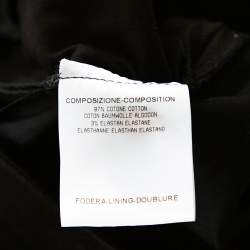 COMPOSIZIONE-COMPOSITION
97% COTONE COTTON
COTON BAUMWOLLE ALGODON
3% ELASTAN ELASTANE
ELASTHANNE ELASTHAN ELASTANO
FODERA-LINING-DOUBLURE